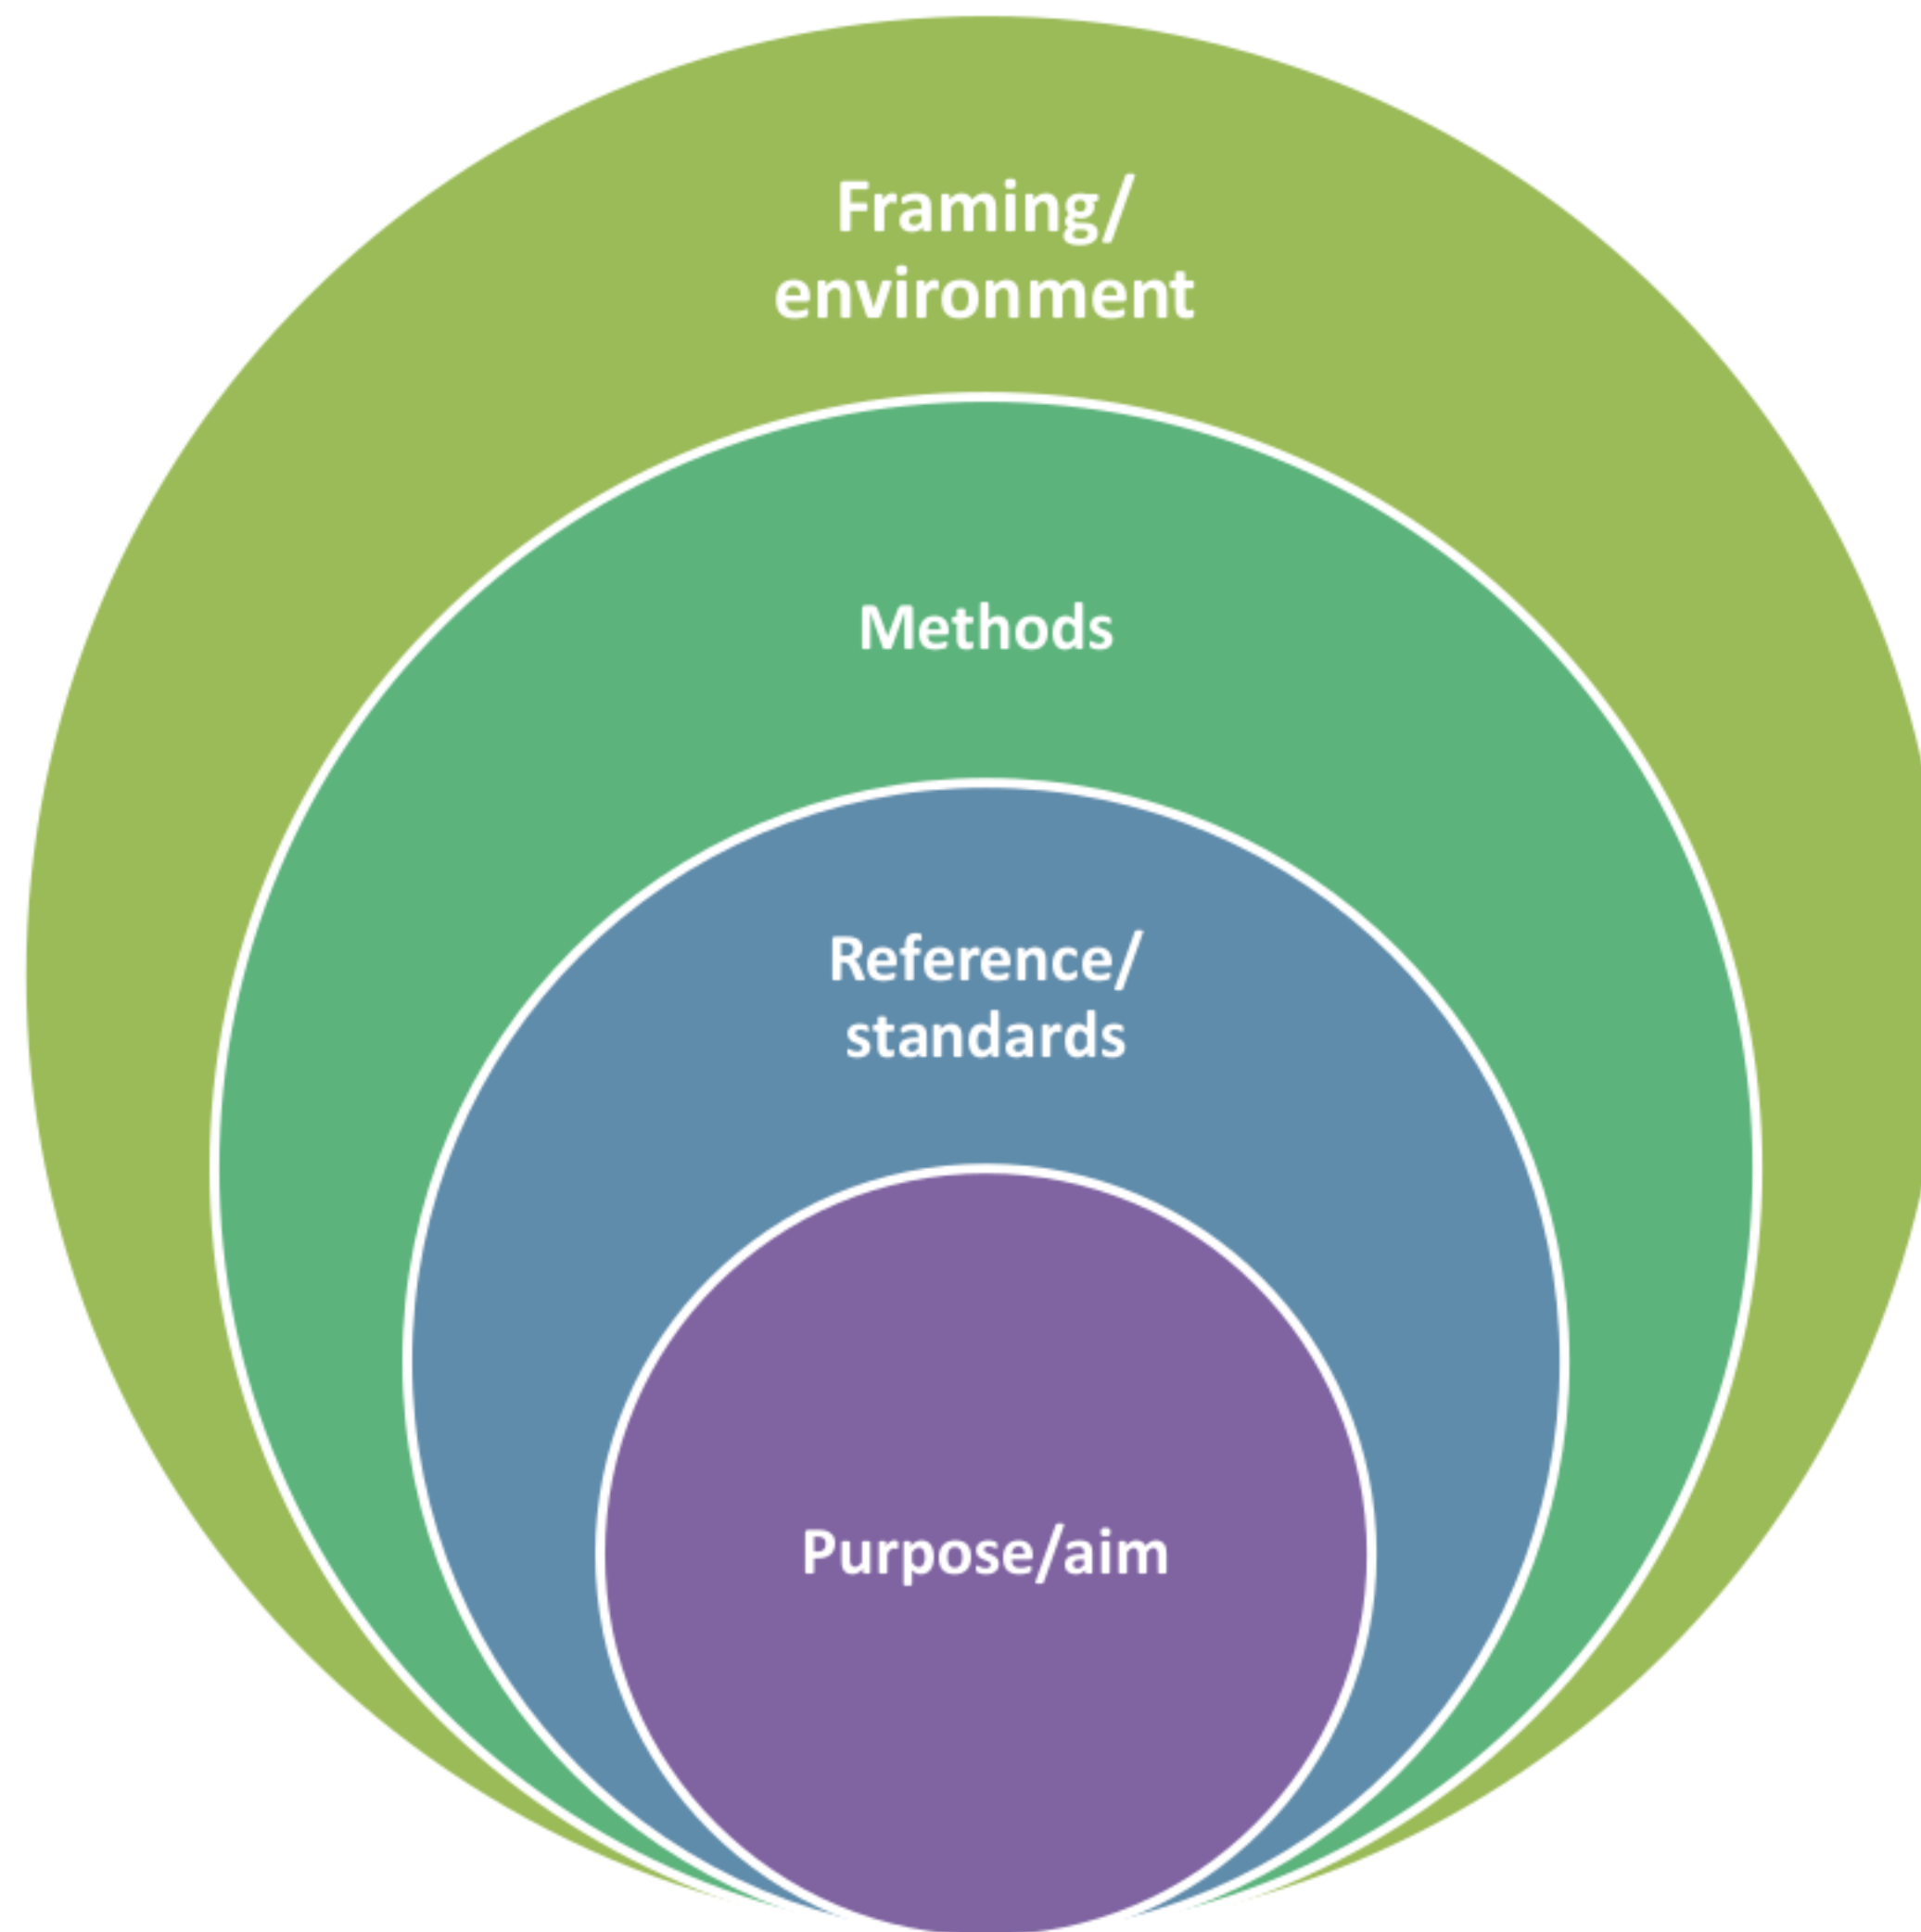 Framing/
environment
Methods
Reference/
standards
Purpose/aim